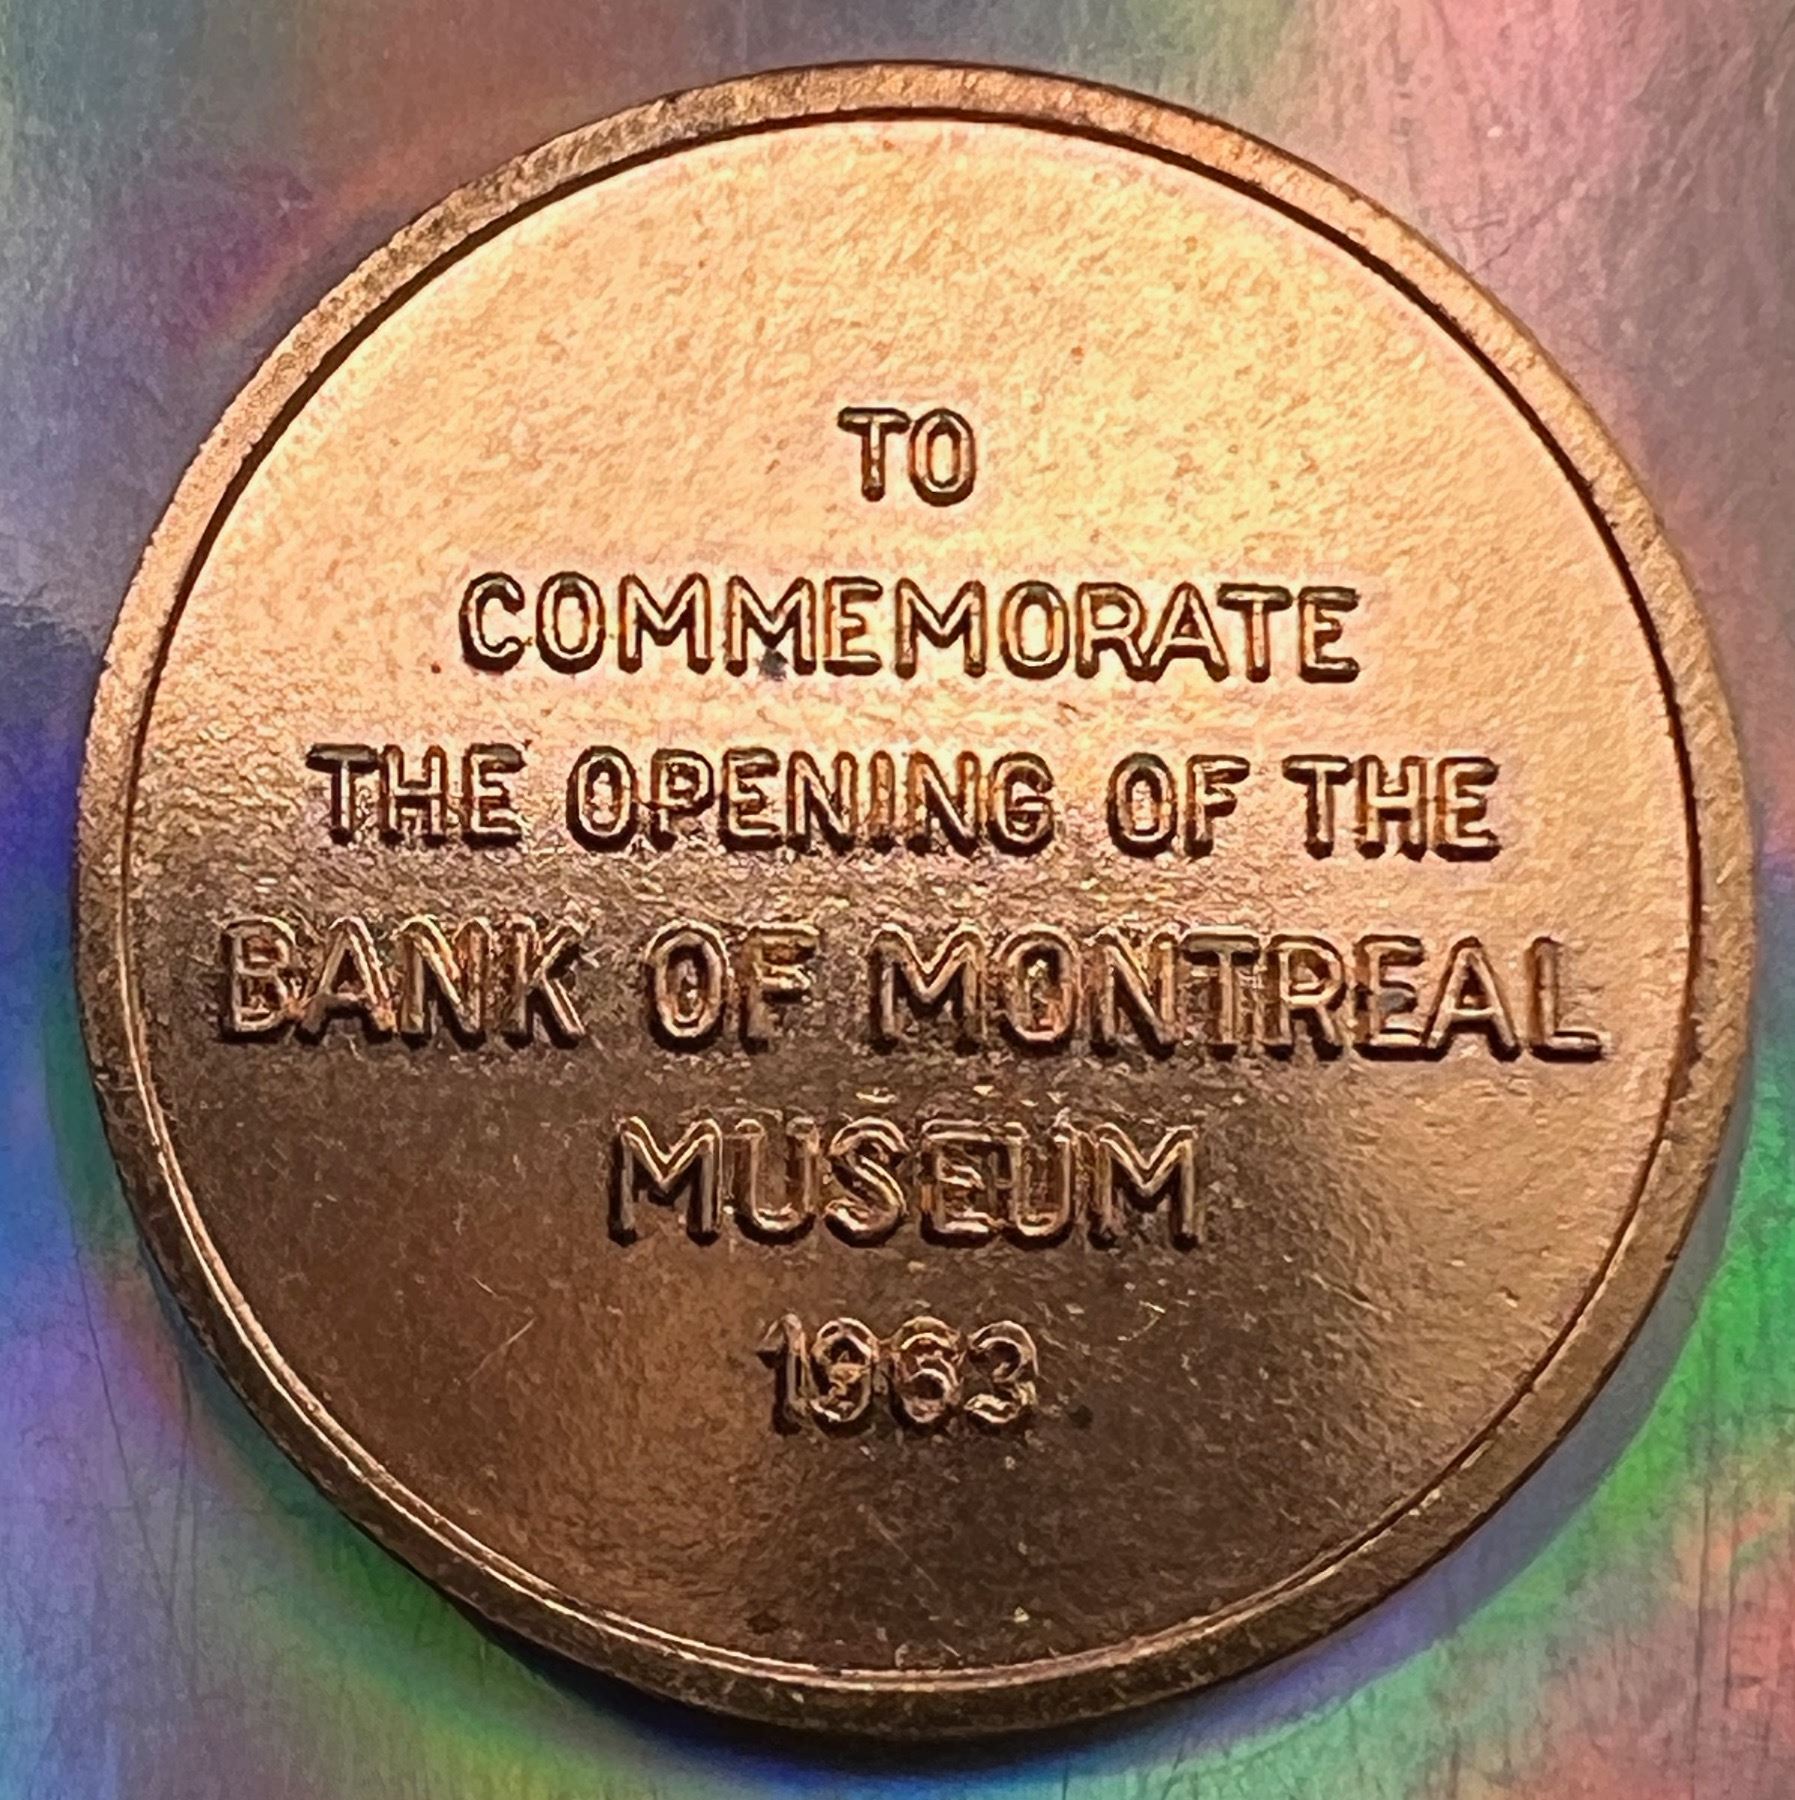 TO
COMMEMORATE
THE OPENING OF THE
BANK OF MONTREAL
MUSEUM
1963